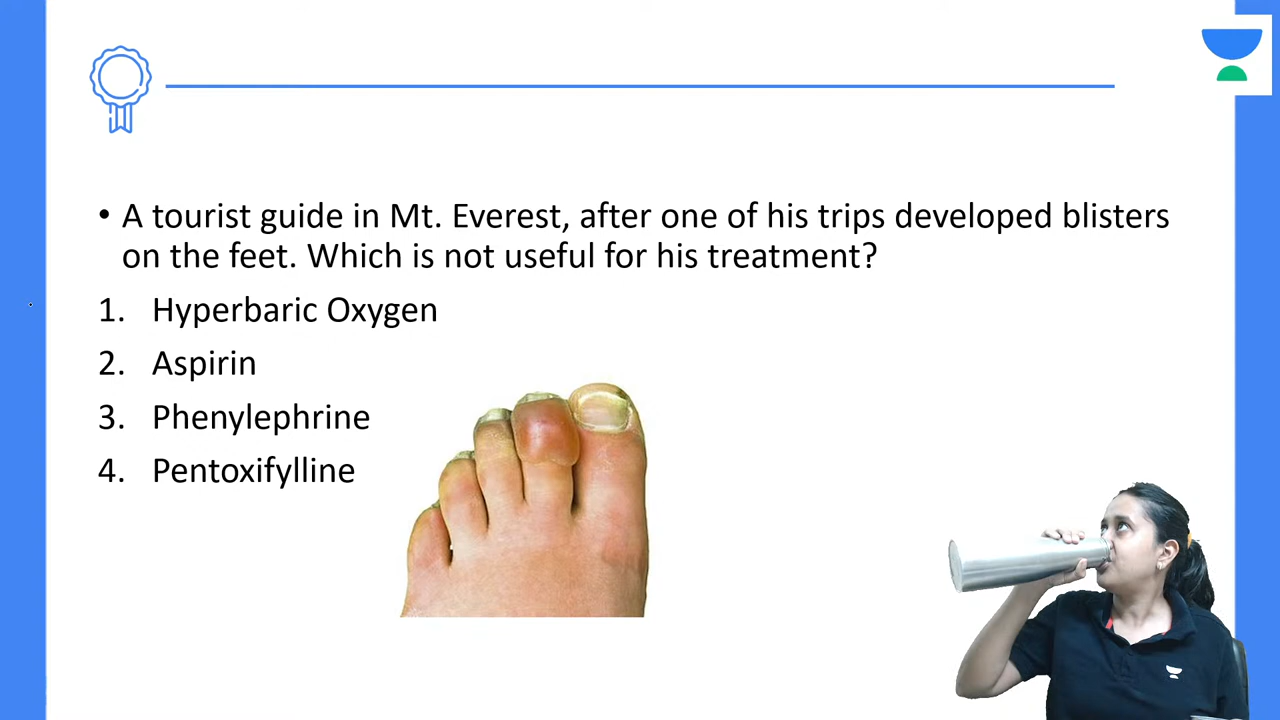 • A tourist guide in Mt. Everest, after one of his trips developed blisters
on the feet. Which is not useful for his treatment?
1. Hyperbaric Oxygen
2. Aspirin
3. Phenylephrine
4. Pentoxifylline